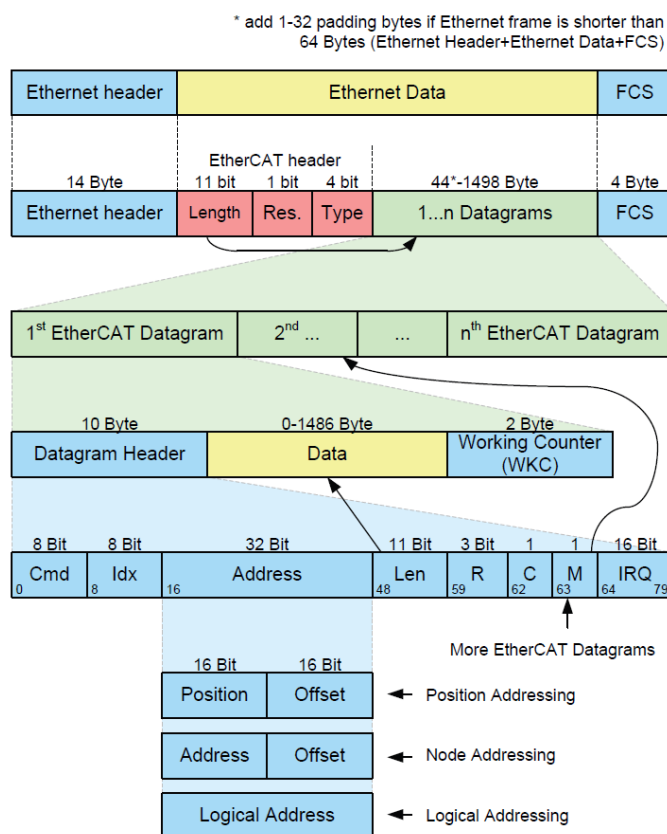 * add 1-32 padding bytes if Ethernet frame is shorter than
64 Bytes (Ethernet Header+Ethernet Data+FCS)
Ethernet header Ethernet Data FCS
EtherCAT header
14 Byte 11 bit 1 bit 4 bit 44*-1498 Byte 4 Byte
Ethernet header Length Res. Type 1...n Datagrams FCS
1st EtherCAT Datagram 2nd ... ... nth EtherCAT Datagram
10 Byte 0-1486 Byte 2 Byte
Datagram Header Data Working Counter
(WKC)
8 Bit 8 Bit 32 Bit 11 Bit 3 Bit 1 1 16 Bit
Cmd Idx Address Len R C M IRQ
0 8 16 48 59 62 63 64 79
More EtherCAT Datagrams
16 Bit 16 Bit
Position Offset Position Addressing
Address Offset Node Addressing
Logical Address Logical Addressing